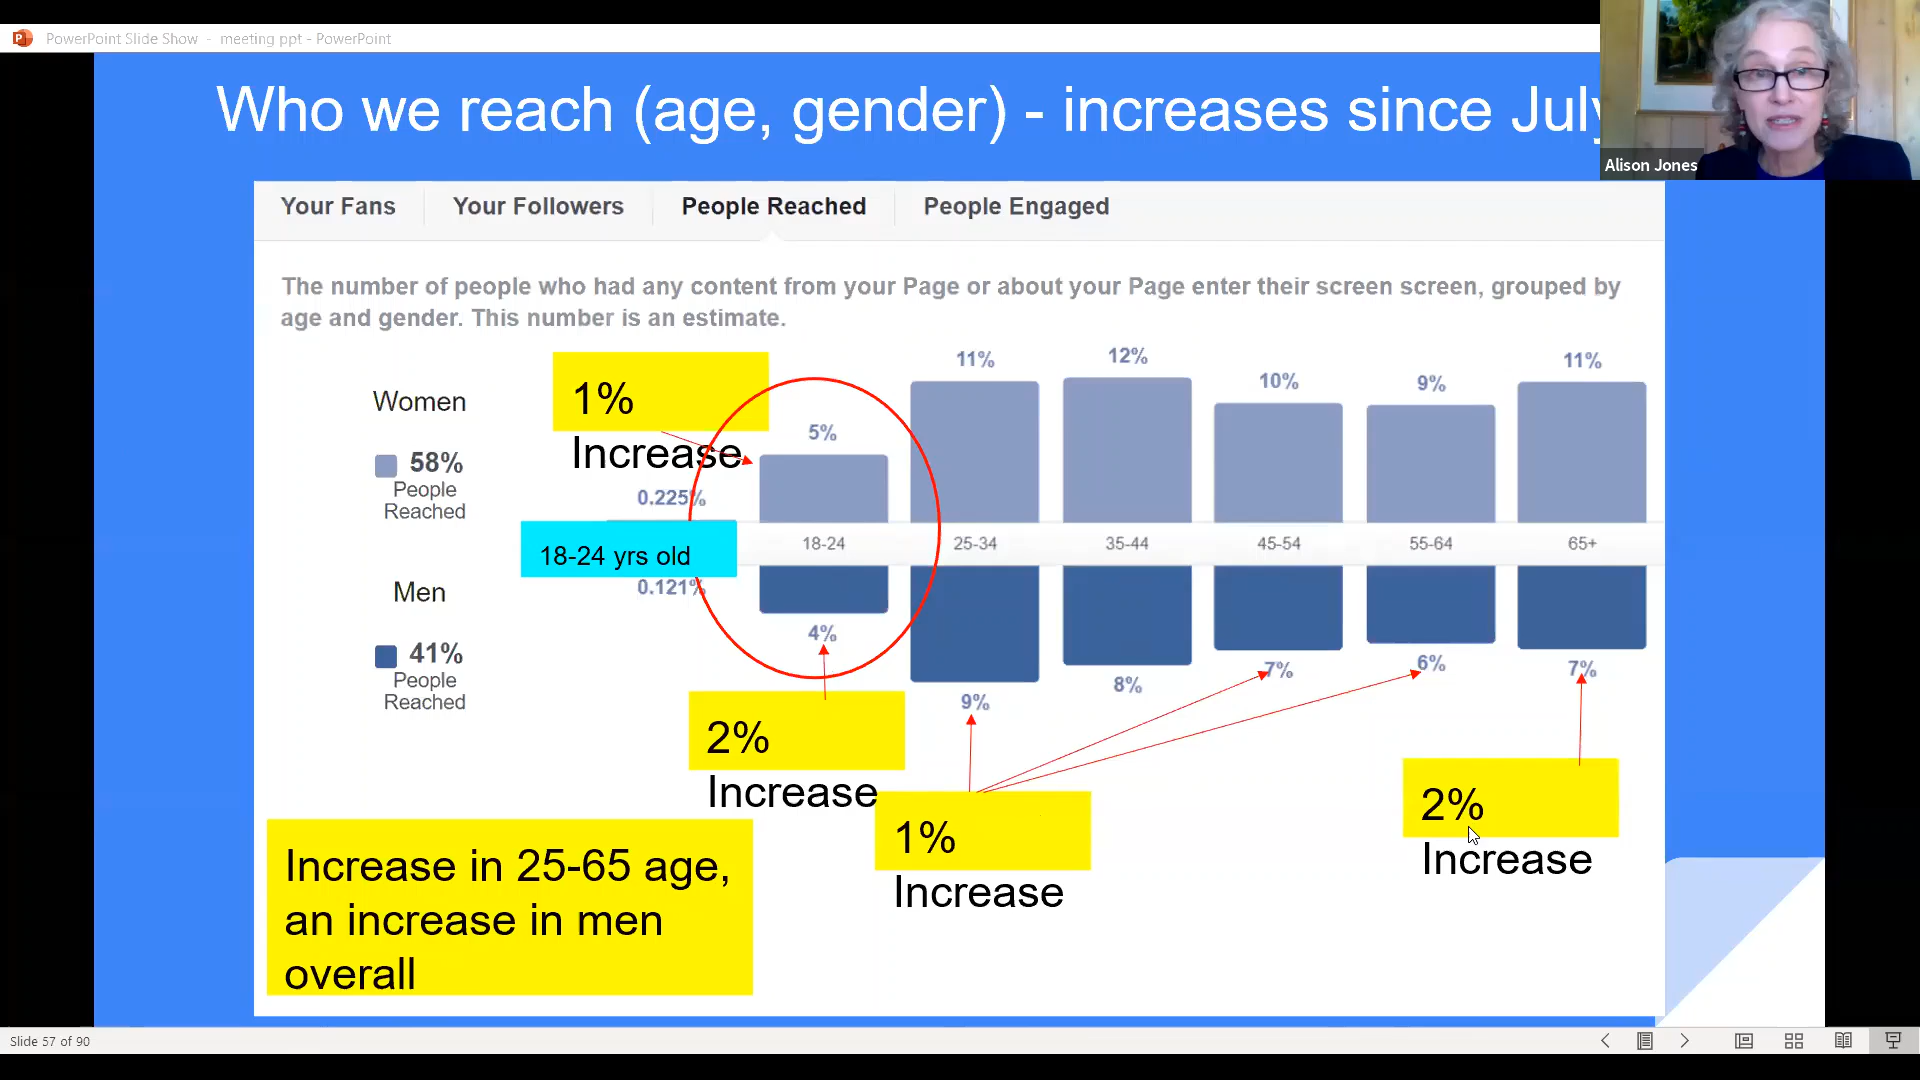 PowerPoint Slide Show - meeting ppt - PowerPoint
Alison Jones
Who we reach (age, gender) - increases since July
Your Fans
Your Followers
People Reached
People Engaged
The number of people who had any content from your Page or about your Page enter their screen screen, grouped by
age and gender. This number is an estimate.
Women
58%
People
Reached
Men
41%
People
Reached
1%
Increase
0.225%
18-24 yrs old
0.121%
5%
11%
12%
10%
9%
11%
18-24
25-34
35-44
45-54
55-64
65+
4%
9%
8%
7%
6%
7%
2%
Increase
1%
Increase
2%
Increase
Increase in 25-65 age,
an increase in men
overall
Slide 57 of 90